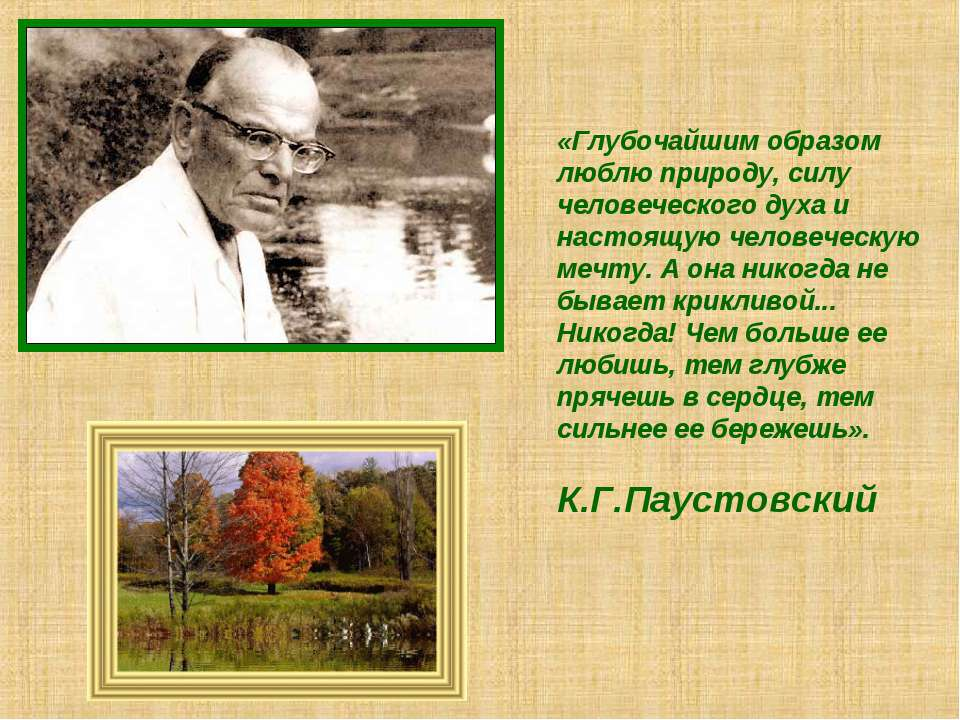 «Глубочайшим образом
люблю природу, силу
человеческого духа и
настоящую человеческую
мечту. А она никогда не
бывает крикливой...
Никогда! Чем больше ее
любишь, тем глубже
прячешь в сердце, тем
сильнее ее бережешь».
К.Г.Паустовский